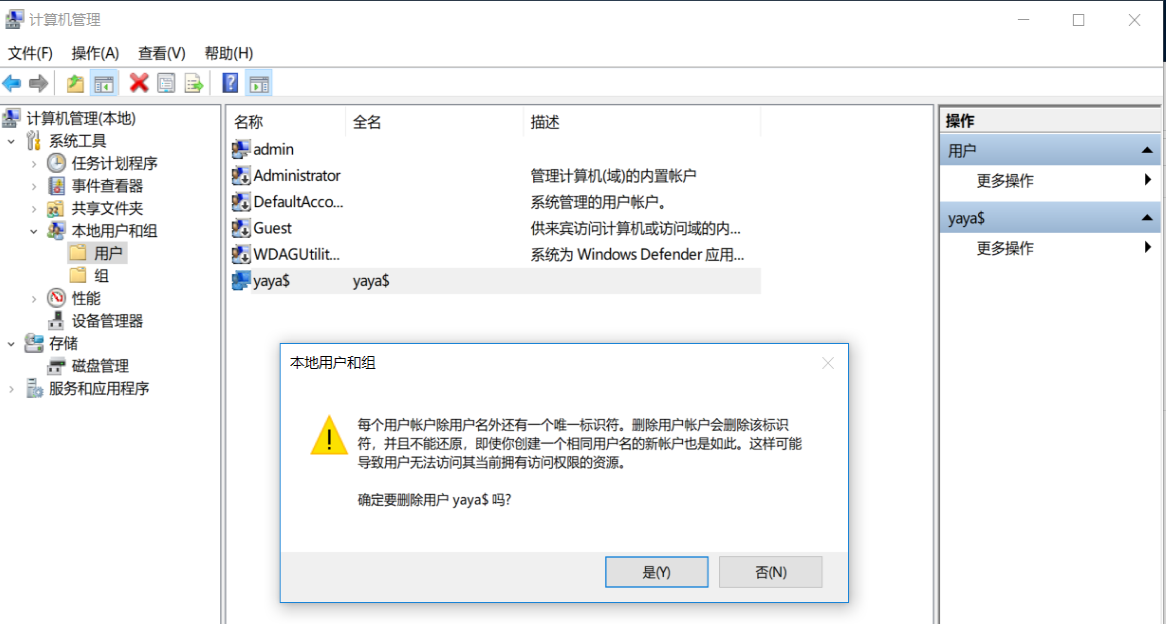 计算机管理
文件(F) 操作(A) 查看(V) 帮助(H)
计算机管理(本地)
系统工具
任务计划程序
事件查看器
共享文件夹
本地用户和组
用户
组
性能
设备管理器
存储
磁盘管理
服务和应用程序
名称 全名 描述
admin
Administrator 管理计算机(域)的内置帐户
DefaultAcco... 系统管理的用户帐户。
Guest 供来宾访问计算机或访问域的内...
WDAGUtilit... 系统为 Windows Defender 应用...
yaya$ yaya$
操作
用户
更多操作
yaya$
更多操作
本地用户和组
每个用户帐户除用户名外还有一个唯一标识符。删除用户帐户会删除该标识
符，并且不能还原，即使你创建一个相同用户名的新帐户也是如此。这样可能
导致用户无法访问其当前拥有访问权限的资源。
确定要删除用户 yaya$ 吗?
是(Y) 否(N)